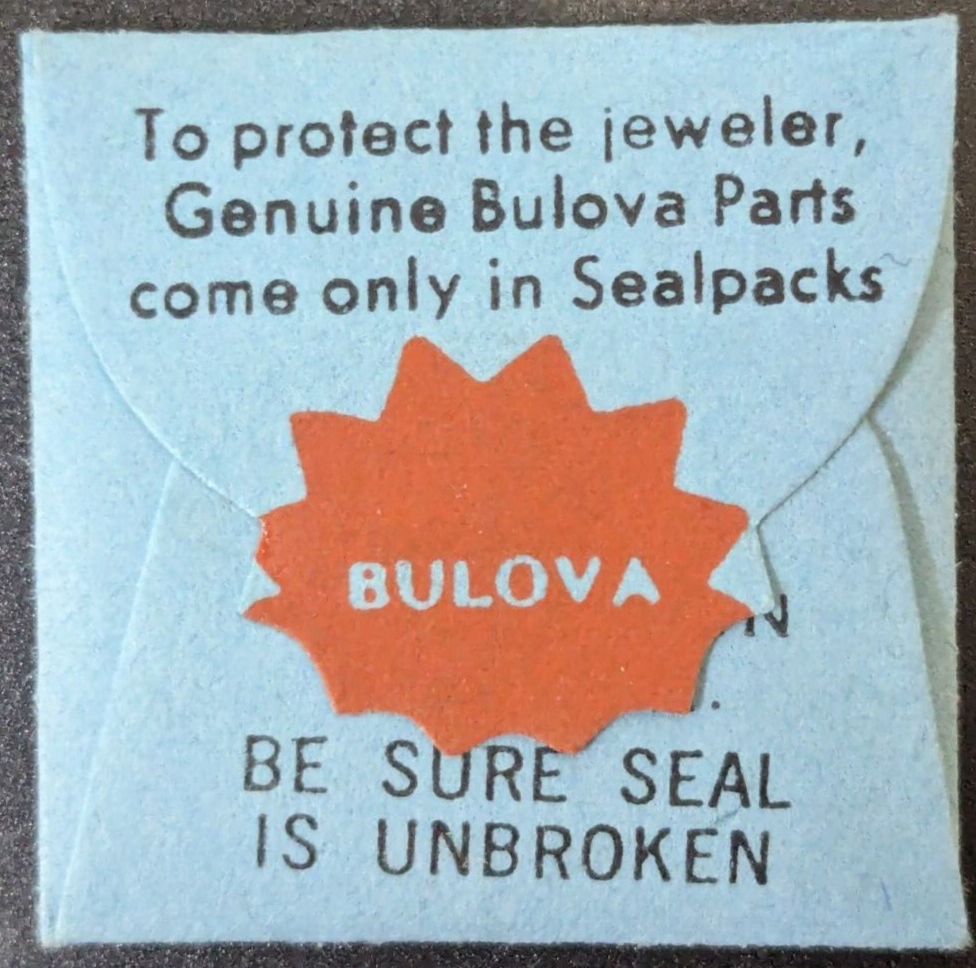 To protect the jeweler,
Genuine Bulova Parts
come only in Sealpacks
BULOVA
BE SURE SEAL
IS UNBROKEN